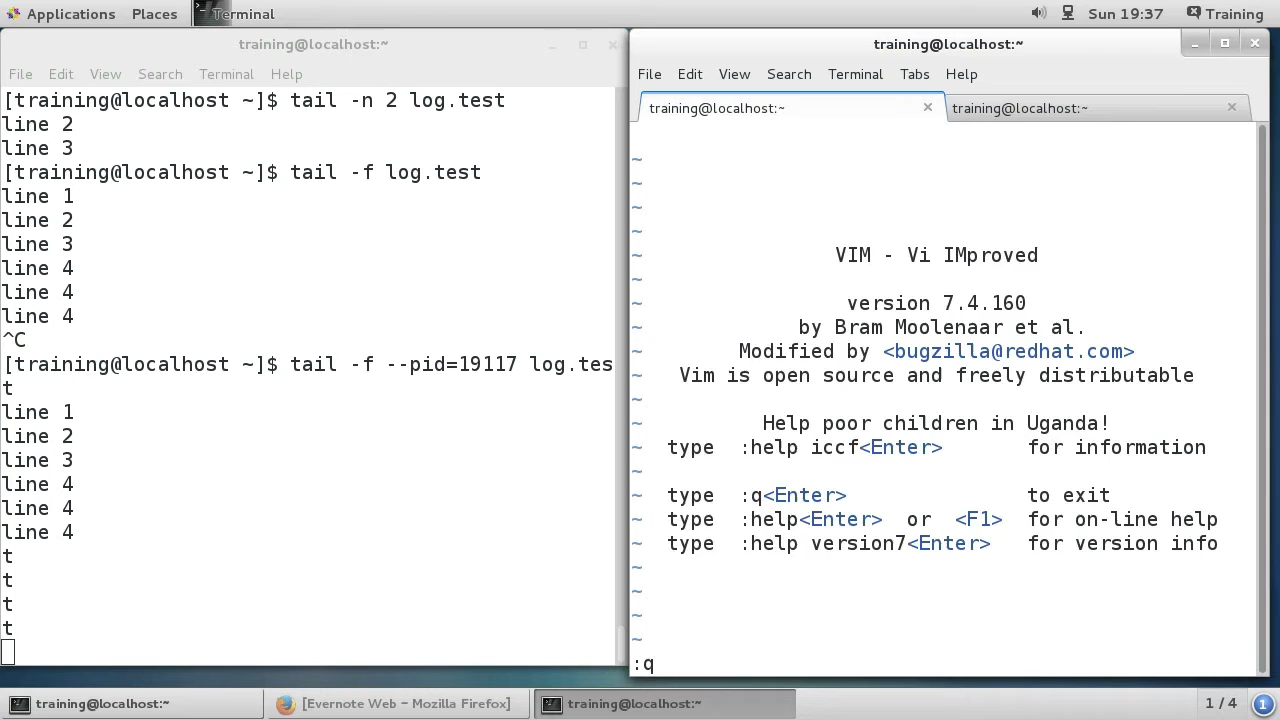 Applications Places Terminal Sun 19:37 Training
training@localhost:~
File Edit View Search Terminal Help
[training@localhost ~]$ tail -n 2 log.test
line 2
line 3
[training@localhost ~]$ tail -f log.test
line 1
line 2
line 3
line 4
line 4
line 4
^C
[training@localhost ~]$ tail -f --pid=19117 log.tes
t
line 1
line 2
line 3
line 4
line 4
line 4
t
t
t
t
training@localhost:~
File Edit View Search Terminal Tabs Help
training@localhost:~ training@localhost:~
~
~
~
~
~ VIM - Vi IMproved
~
~ version 7.4.160
~ by Bram Moolenaar et al.
~ Modified by <bugzilla@redhat.com>
~ Vim is open source and freely distributable
~
~ Help poor children in Uganda!
~ type :help iccf<Enter> for information
~
~ type :q<Enter> to exit
~ type :help<Enter> or <F1> for on-line help
~ type :help version7<Enter> for version info
~
~
~
~
:q
training@localhost:~ [Evernote Web - Mozilla Firefox] training@localhost:~ 1 / 4 1